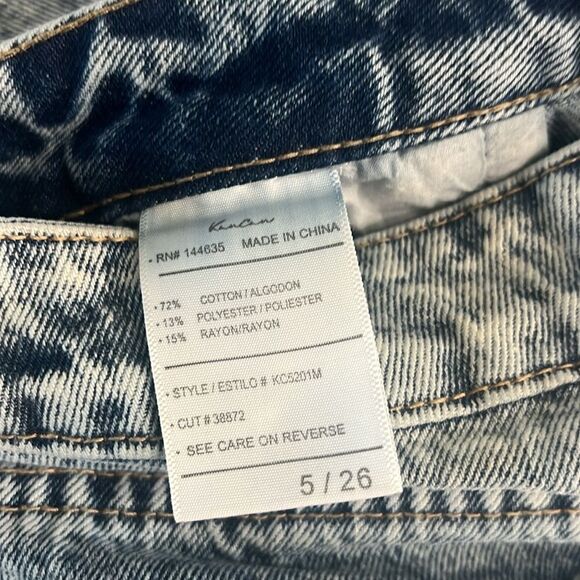 KanCan
• RN# 144635 MADE IN CHINA
• 72% COTTON / ALGODON
• 13% POLYESTER / POLIESTER
• 15% RAYON/RAYON
• STYLE / ESTILO # KC5201M
• CUT # 38872
• SEE CARE ON REVERSE
5 / 26